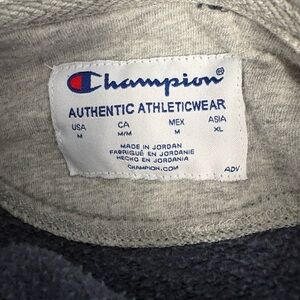 Champion®
AUTHENTIC ATHLETICWEAR
USA CA MEX ASIA
M M/M M XL
MADE IN JORDAN
FABRIQUÉ EN JORDANIE
HECHO EN JORDANIA
CHAMPION.COM
ADY